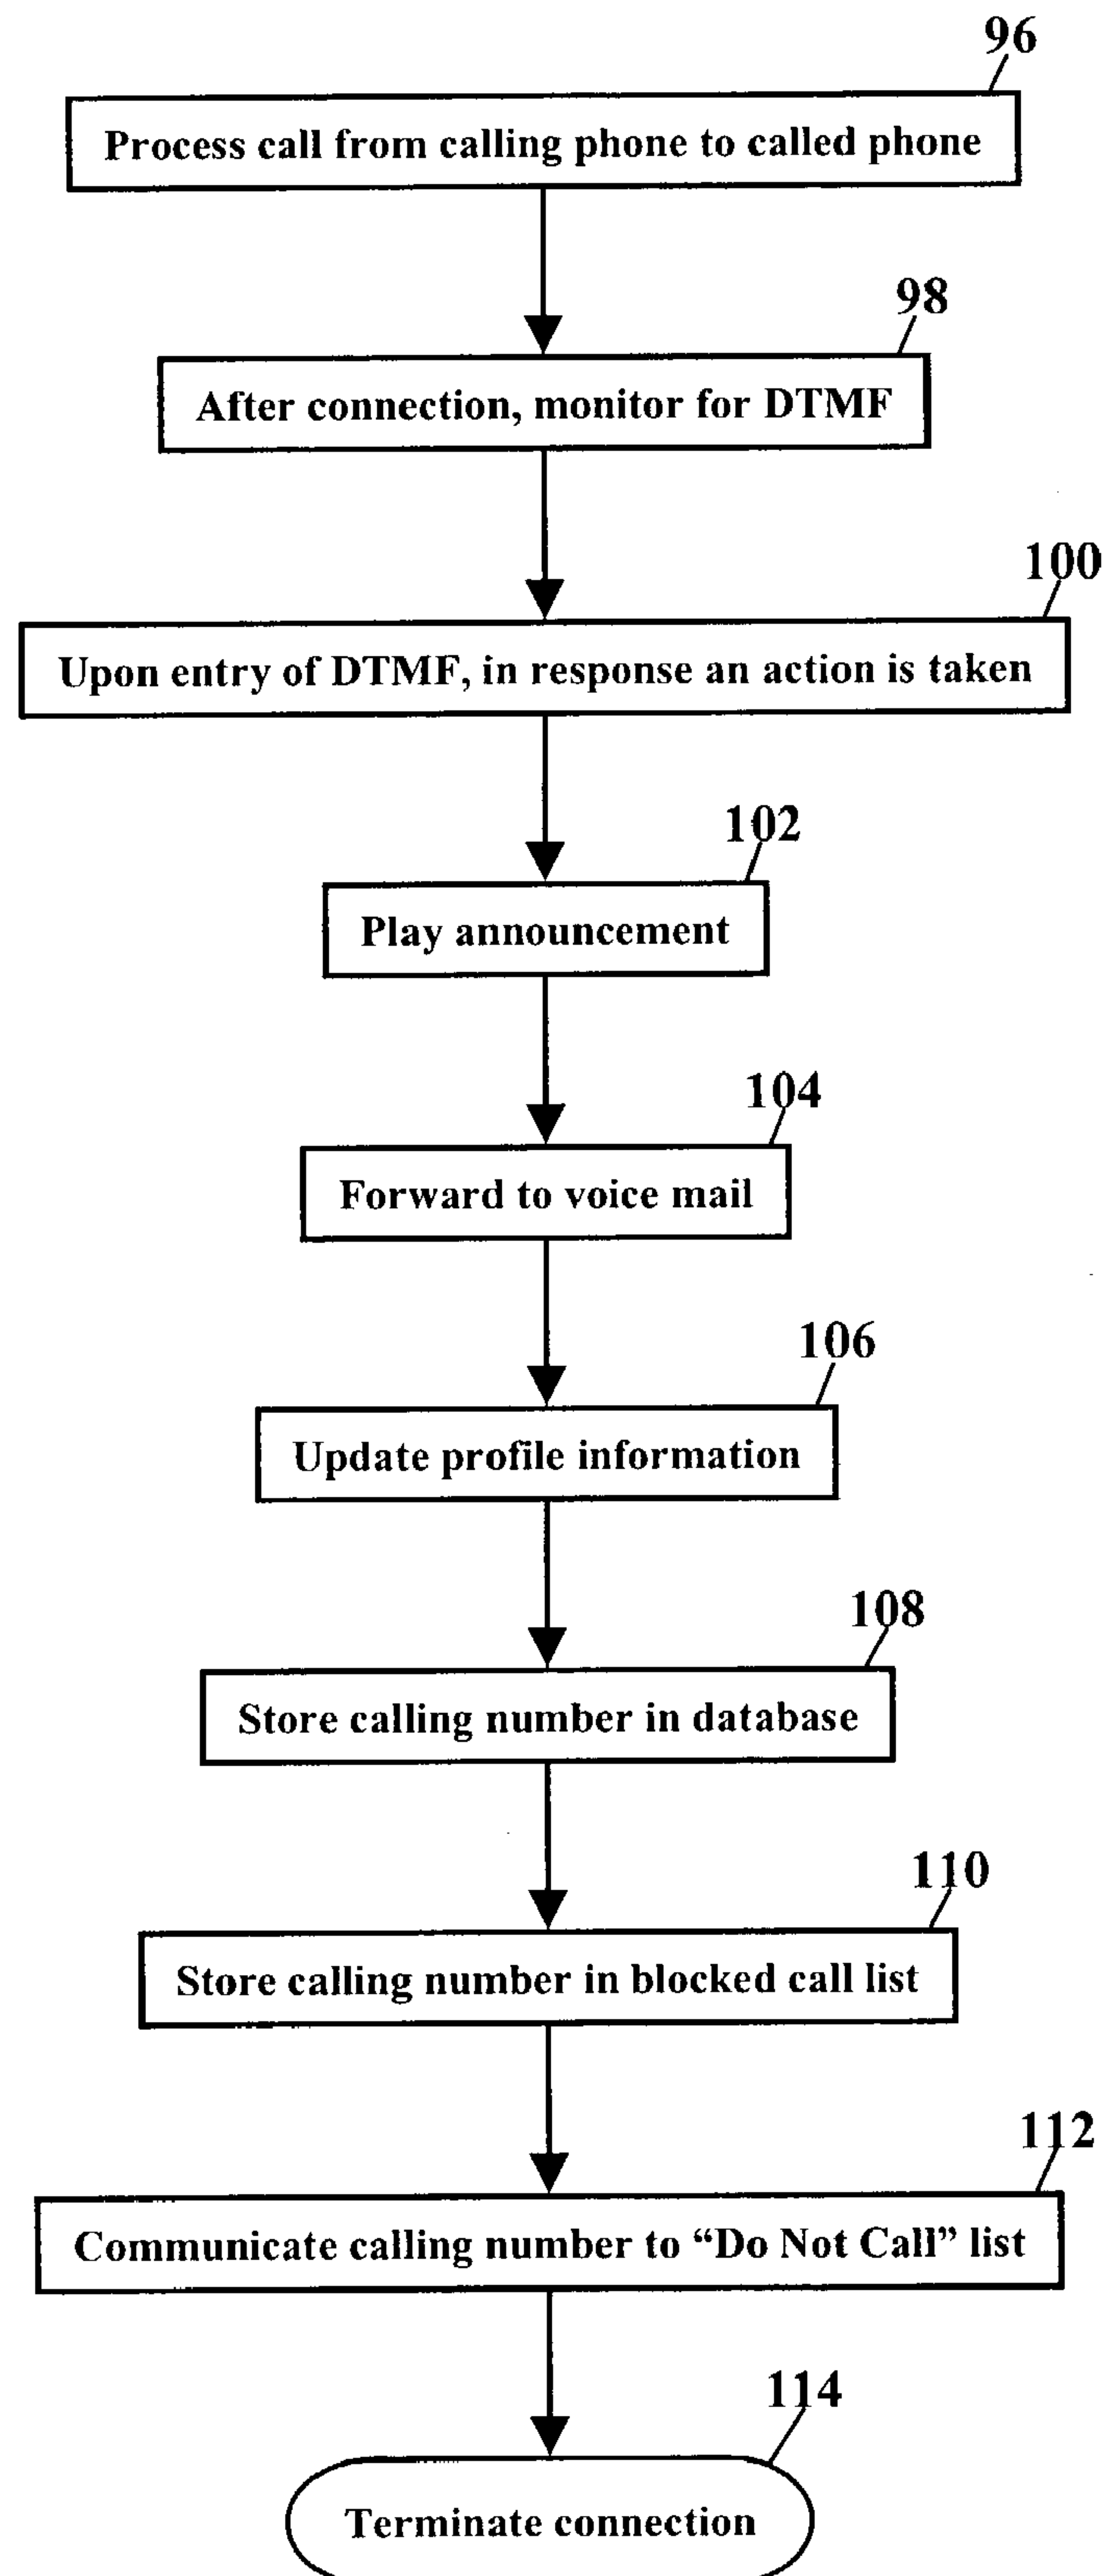 96
Process call from calling phone to called phone
98
After connection, monitor for DTMF
100
Upon entry of DTMF, in response an action is taken
102
Play announcement
104
Forward to voice mail
106
Update profile information
108
Store calling number in database
110
Store calling number in blocked call list
112
Communicate calling number to “Do Not Call” list
114
Terminate connection